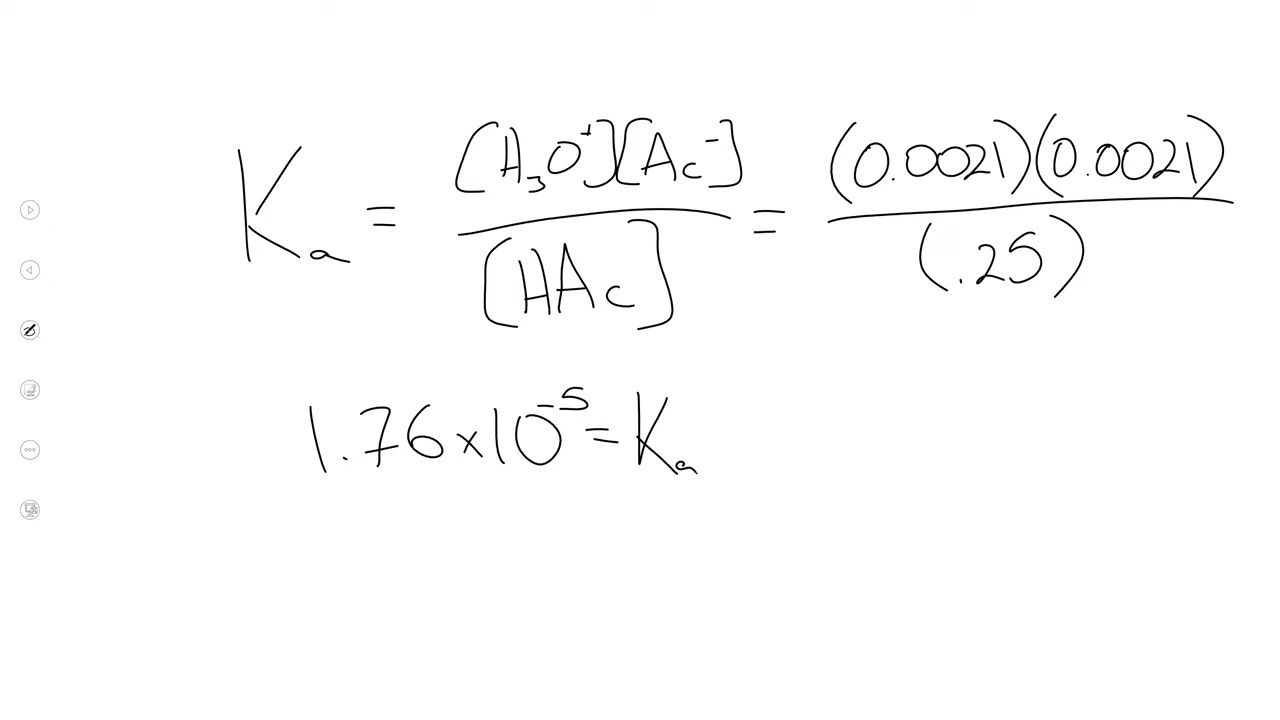 Ka = [H₃O⁺][Ac⁻] / [HAc] = (0.0021)(0.0021) / (.25)
1.76 x 10⁻⁵ = Ka